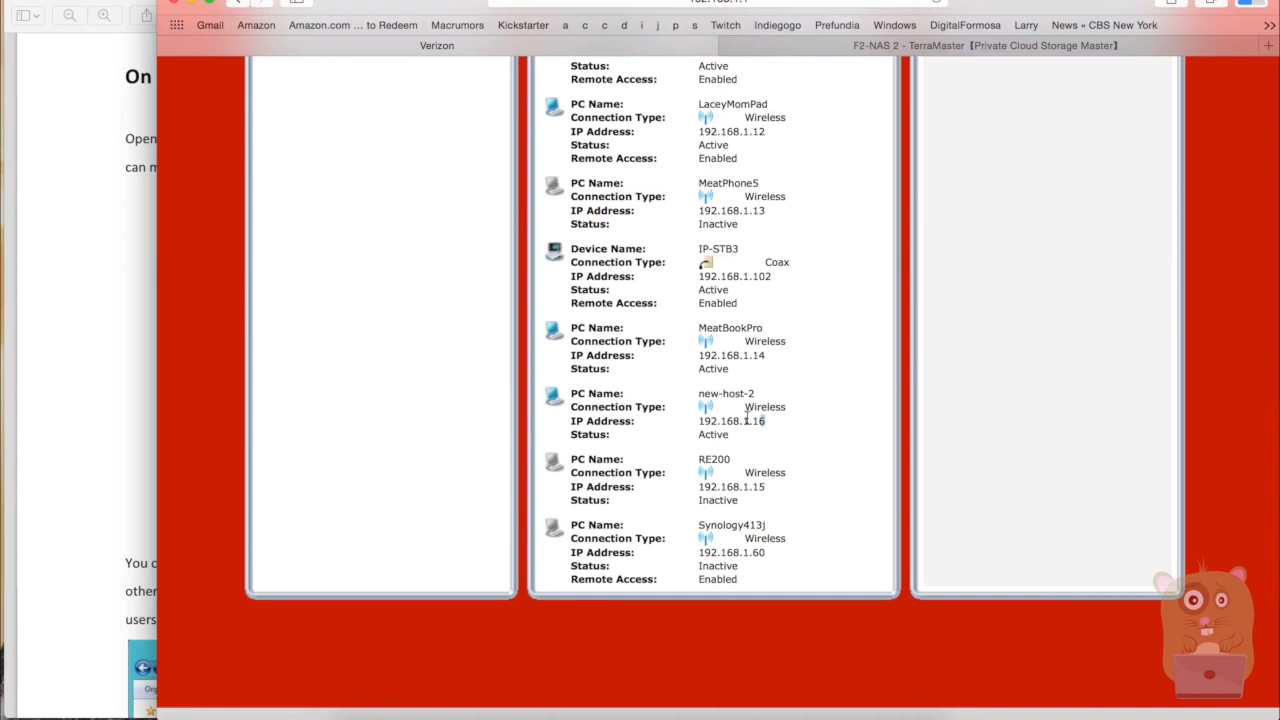 192.168.1.1
Gmail Amazon Amazon.com ... to Redeem Macrumors Kickstarter a c d i j p s Twitch Indiegogo Prefundia Windows DigitalFormosa Larry News « CBS New York >>
Verizon F2-NAS 2 - TerraMaster【Private Cloud Storage Master】 +
On
Open
can m
You c
other
users
Org
Status: Active
Remote Access: Enabled
PC Name: LaceyMomPad
Connection Type: Wireless
IP Address: 192.168.1.12
Status: Active
Remote Access: Enabled
PC Name: MeatPhone5
Connection Type: Wireless
IP Address: 192.168.1.13
Status: Inactive
Device Name: IP-STB3
Connection Type: Coax
IP Address: 192.168.1.102
Status: Active
Remote Access: Enabled
PC Name: MeatBookPro
Connection Type: Wireless
IP Address: 192.168.1.14
Status: Active
PC Name: new-host-2
Connection Type: Wireless
IP Address: 192.168.1.16
Status: Active
PC Name: RE200
Connection Type: Wireless
IP Address: 192.168.1.15
Status: Inactive
PC Name: Synology413j
Connection Type: Wireless
IP Address: 192.168.1.60
Status: Inactive
Remote Access: Enabled